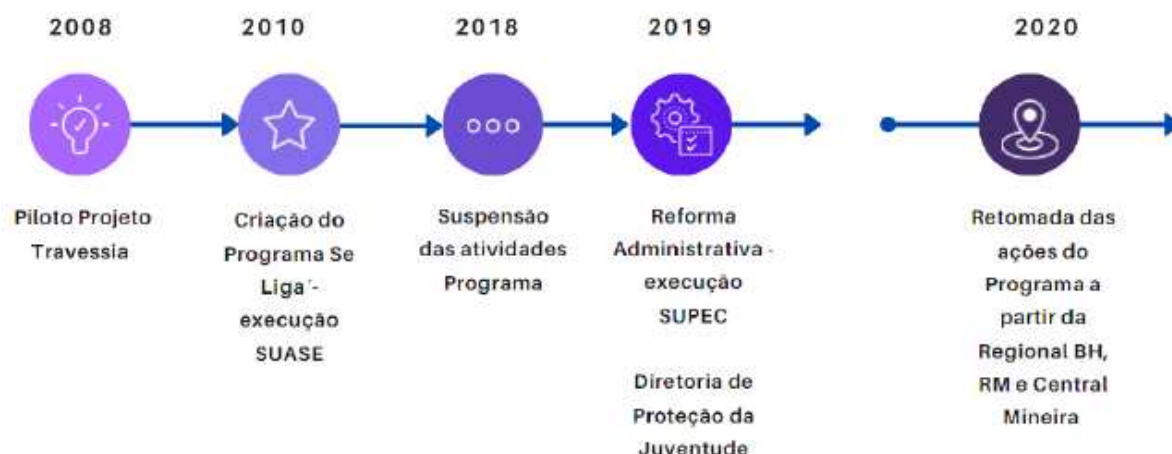 2008
Piloto Projeto
Travessia
2010
Criação do
Programa Se
Liga´-
execução
SUASE
2018
Suspensão
das atividades
Programa
2019
Reforma
Administrativa -
execução
SUPEC
Diretoria de
Proteção da
Juventude
2020
Retomada das
ações do
Programa a
partir da
Regional BH,
RM e Central
Mineira